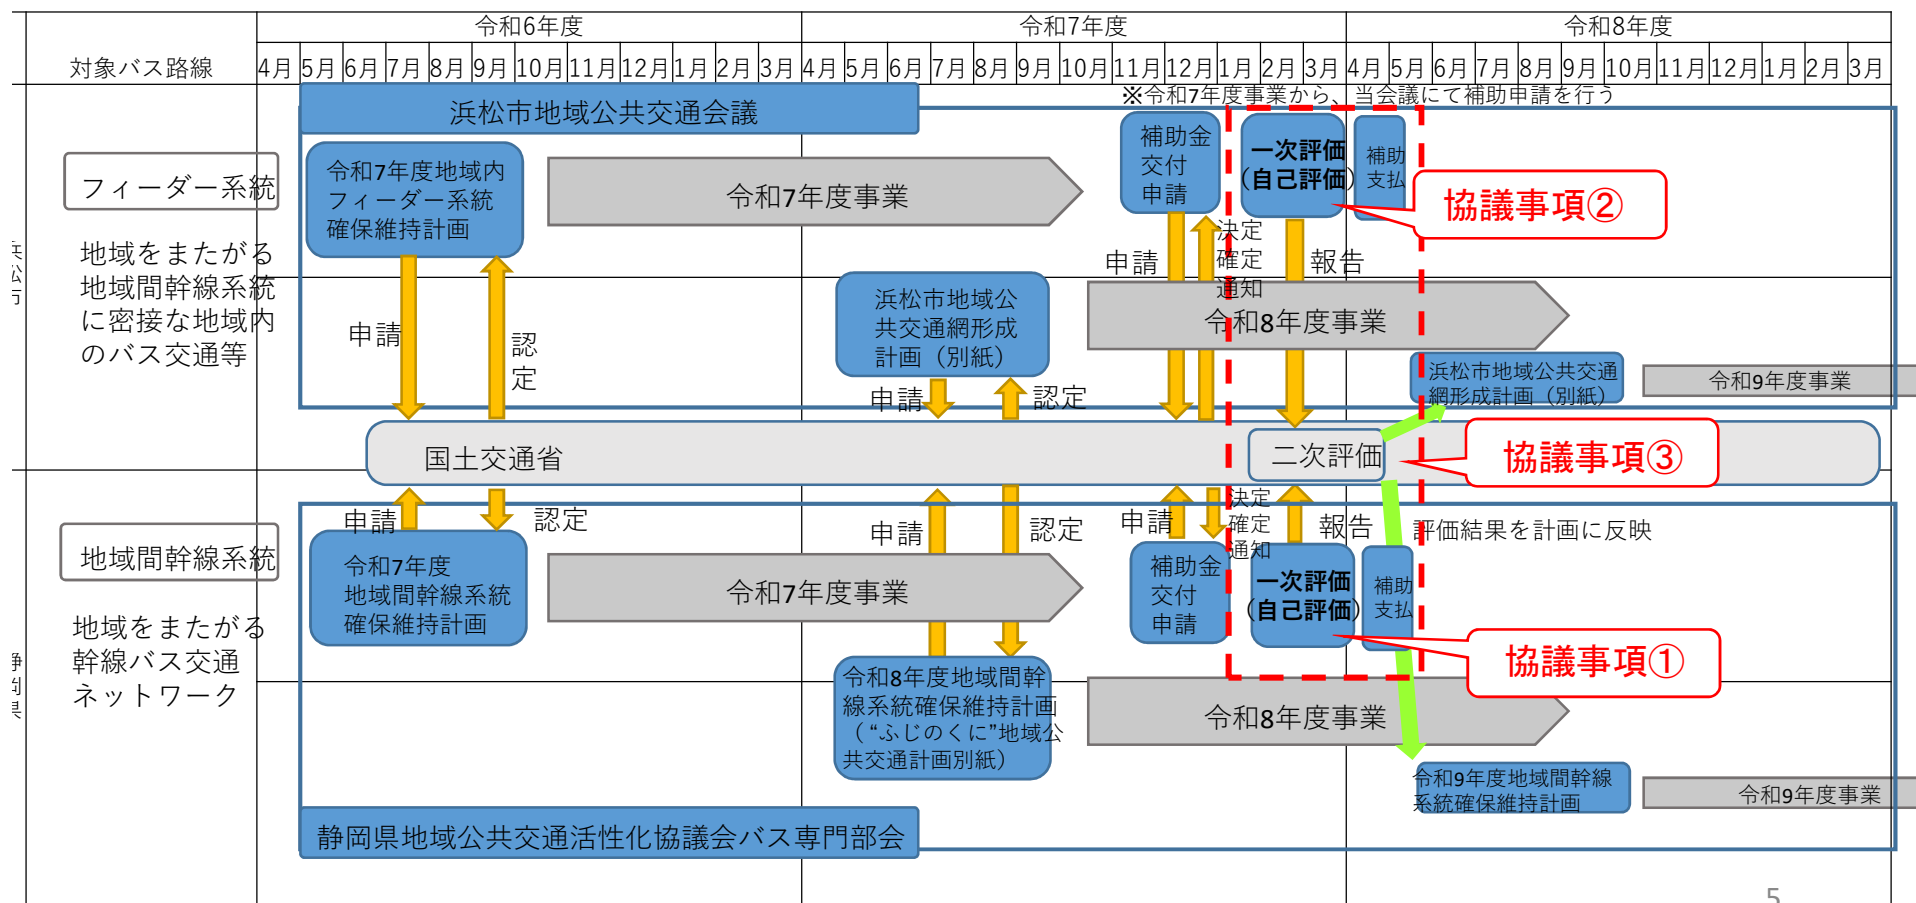 令和6年度
令和7年度
令和8年度
対象バス路線
4月 5月 6月 7月 8月 9月 10月 11月 12月 1月 2月 3月 4月 5月 6月 7月 8月 9月 10月 11月 12月 1月 2月 3月 4月 5月 6月 7月 8月 9月 10月 11月 12月 1月 2月 3月
※令和7年度事業から、当会議にて補助申請を行う
浜松市地域公共交通会議
浜松市
フィーダー系統
地域をまたがる
地域間幹線系統
に密接な地域内
のバス交通等
令和7年度地域内
フィーダー系統
確保維持計画
令和7年度事業
補助金
交付
申請
一次評価
(自己評価)
補助
支払
協議事項②
申請
認
定
浜松市地域公
共交通網形成
計画（別紙）
申請
認定
申請
決定
確定
通知
報告
令和8年度事業
浜松市地域公共交通
網形成計画（別紙）
令和9年度事業
国土交通省
二次評価
協議事項③
静岡県
地域間幹線系統
地域をまたがる
幹線バス交通
ネットワーク
申請
認定
令和7年度
地域間幹線系統
確保維持計画
令和7年度事業
申請
認定
申請
決定
確定
通知
報告
評価結果を計画に反映
補助金
交付
申請
一次評価
(自己評価)
補助
支払
協議事項①
令和8年度地域間幹
線系統確保維持計画
（“ふじのくに”地域公
共交通計画別紙）
令和8年度事業
令和9年度地域間幹線
系統確保維持計画
令和9年度事業
静岡県地域公共交通活性化協議会バス専門部会
5